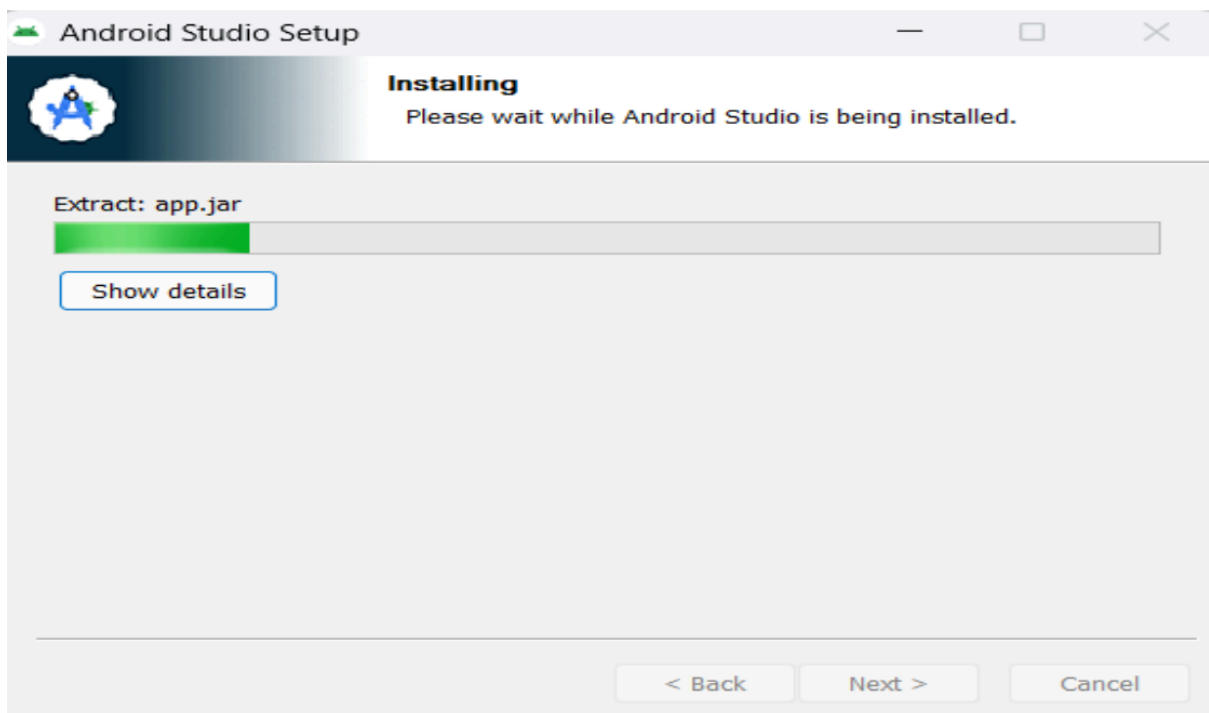 Android Studio Setup
Installing
Please wait while Android Studio is being installed.
Extract: app.jar
Show details
< Back Next > Cancel